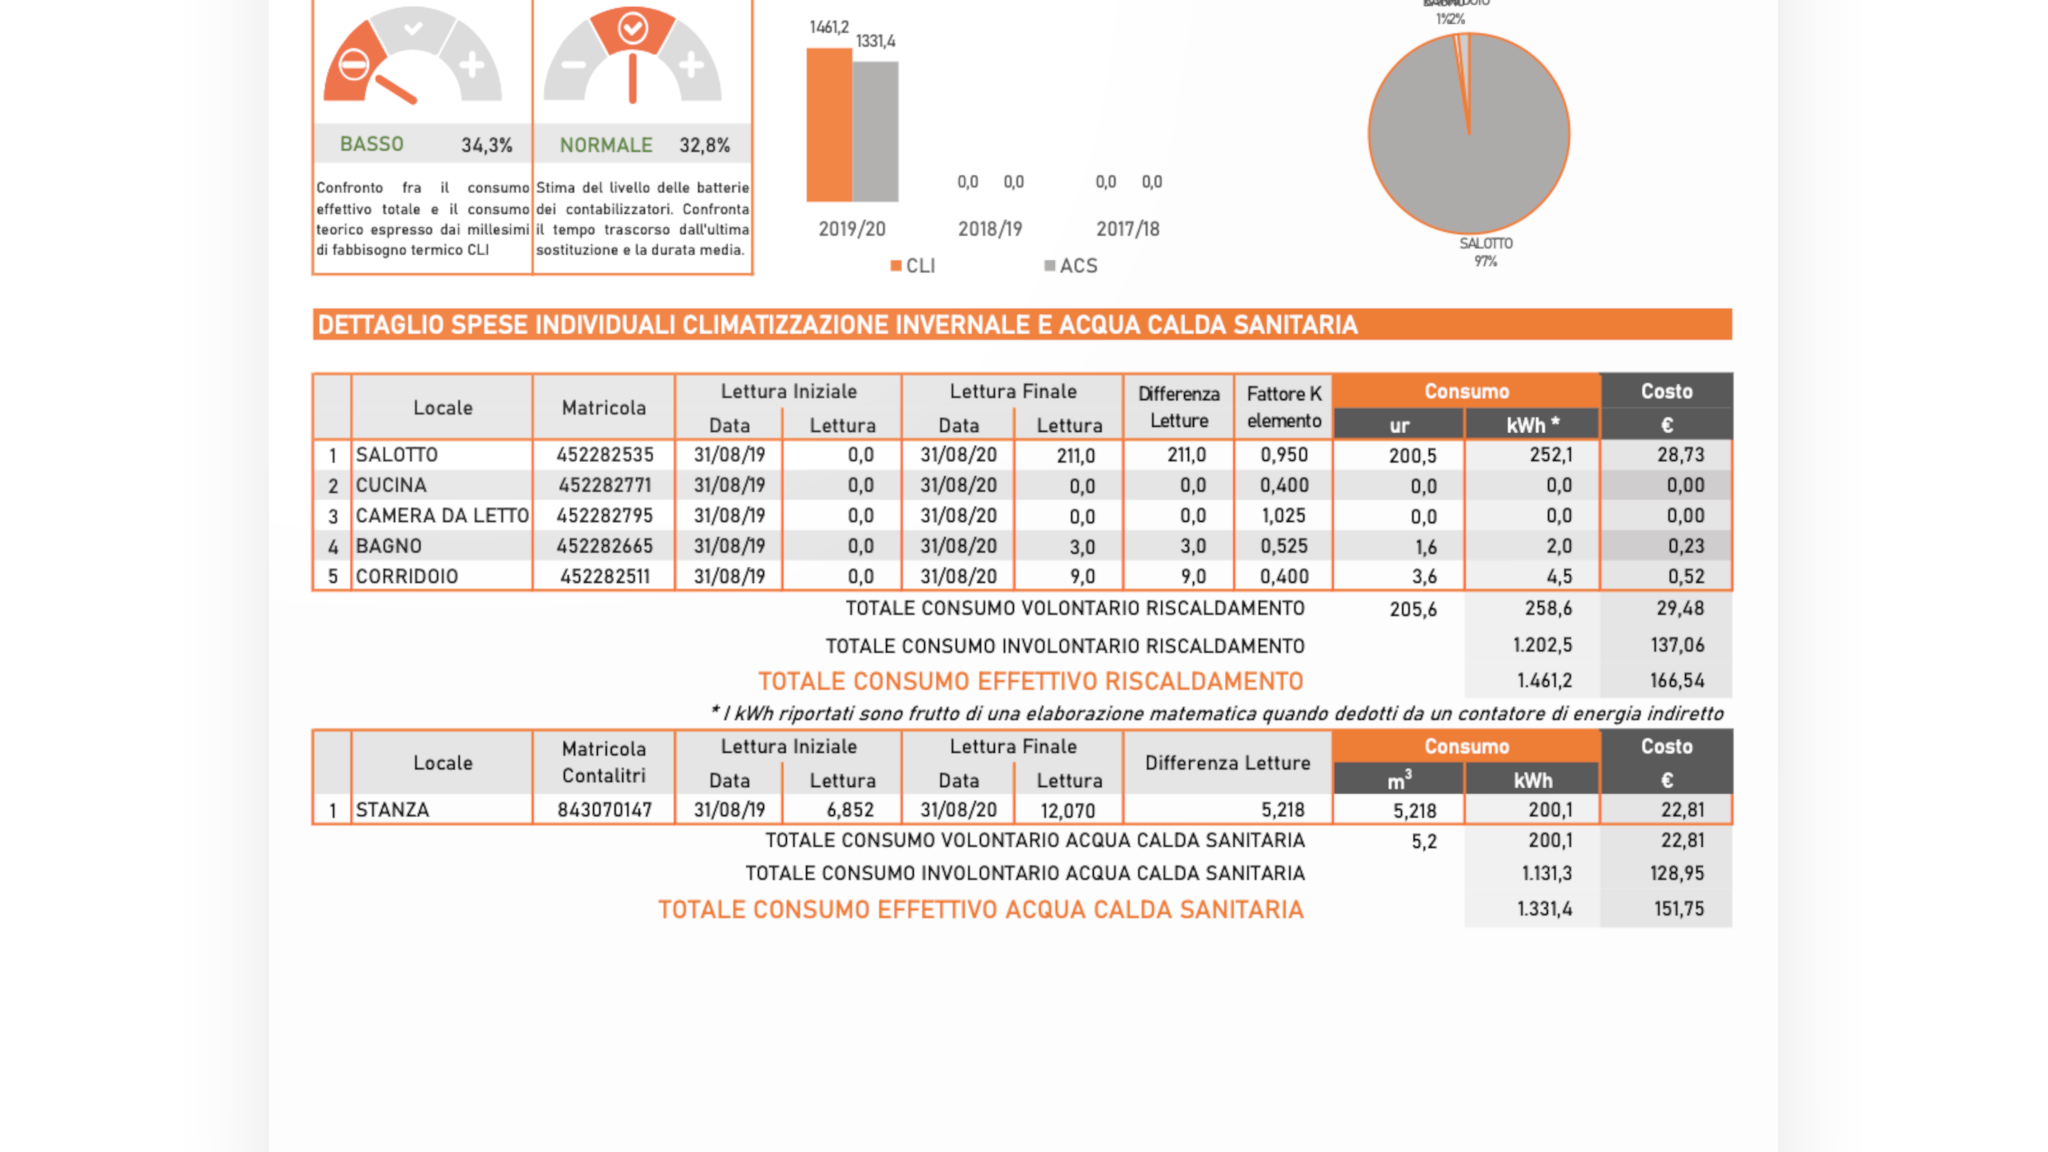 1%2%
1461,2
1331,4
BASSO 34,3%
NORMALE 32,8%
Confronto fra il consumo
effettivo totale e il consumo
teorico espresso dai millesimi
di fabbisogno termico CLI
Stima del livello delle batterie
dei contabilizzatori. Confronta
il tempo trascorso dall'ultima
sostituzione e la durata media.
0,0 0,0 0,0 0,0
2019/20 2018/19 2017/18
CLI ACS
SALOTTO
97%
DETTAGLIO SPESE INDIVIDUALI CLIMATIZZAZIONE INVERNALE E ACQUA CALDA SANITARIA
Locale Matricola Lettura Iniziale Lettura Finale Differenza Letture Fattore K elemento Consumo Costo
Data Lettura Data Lettura ur kWh * €
1 SALOTTO 452282535 31/08/19 0,0 31/08/20 211,0 211,0 0,950 200,5 252,1 28,73
2 CUCINA 452282771 31/08/19 0,0 31/08/20 0,0 0,0 0,400 0,0 0,0 0,00
3 CAMERA DA LETTO 452282795 31/08/19 0,0 31/08/20 0,0 0,0 1,025 0,0 0,0 0,00
4 BAGNO 452282665 31/08/19 0,0 31/08/20 3,0 3,0 0,525 1,6 2,0 0,23
5 CORRIDOIO 452282511 31/08/19 0,0 31/08/20 9,0 9,0 0,400 3,6 4,5 0,52
TOTALE CONSUMO VOLONTARIO RISCALDAMENTO 205,6 258,6 29,48
TOTALE CONSUMO INVOLONTARIO RISCALDAMENTO 1.202,5 137,06
TOTALE CONSUMO EFFETTIVO RISCALDAMENTO 1.461,2 166,54
* I kWh riportati sono frutto di una elaborazione matematica quando dedotti da un contatore di energia indiretto
Locale Matricola Contalitri Lettura Iniziale Lettura Finale Differenza Letture Consumo Costo
Data Lettura Data Lettura m³ kWh €
1 STANZA 843070147 31/08/19 6,852 31/08/20 12,070 5,218 5,218 200,1 22,81
TOTALE CONSUMO VOLONTARIO ACQUA CALDA SANITARIA 5,2 200,1 22,81
TOTALE CONSUMO INVOLONTARIO ACQUA CALDA SANITARIA 1.131,3 128,95
TOTALE CONSUMO EFFETTIVO ACQUA CALDA SANITARIA 1.331,4 151,75